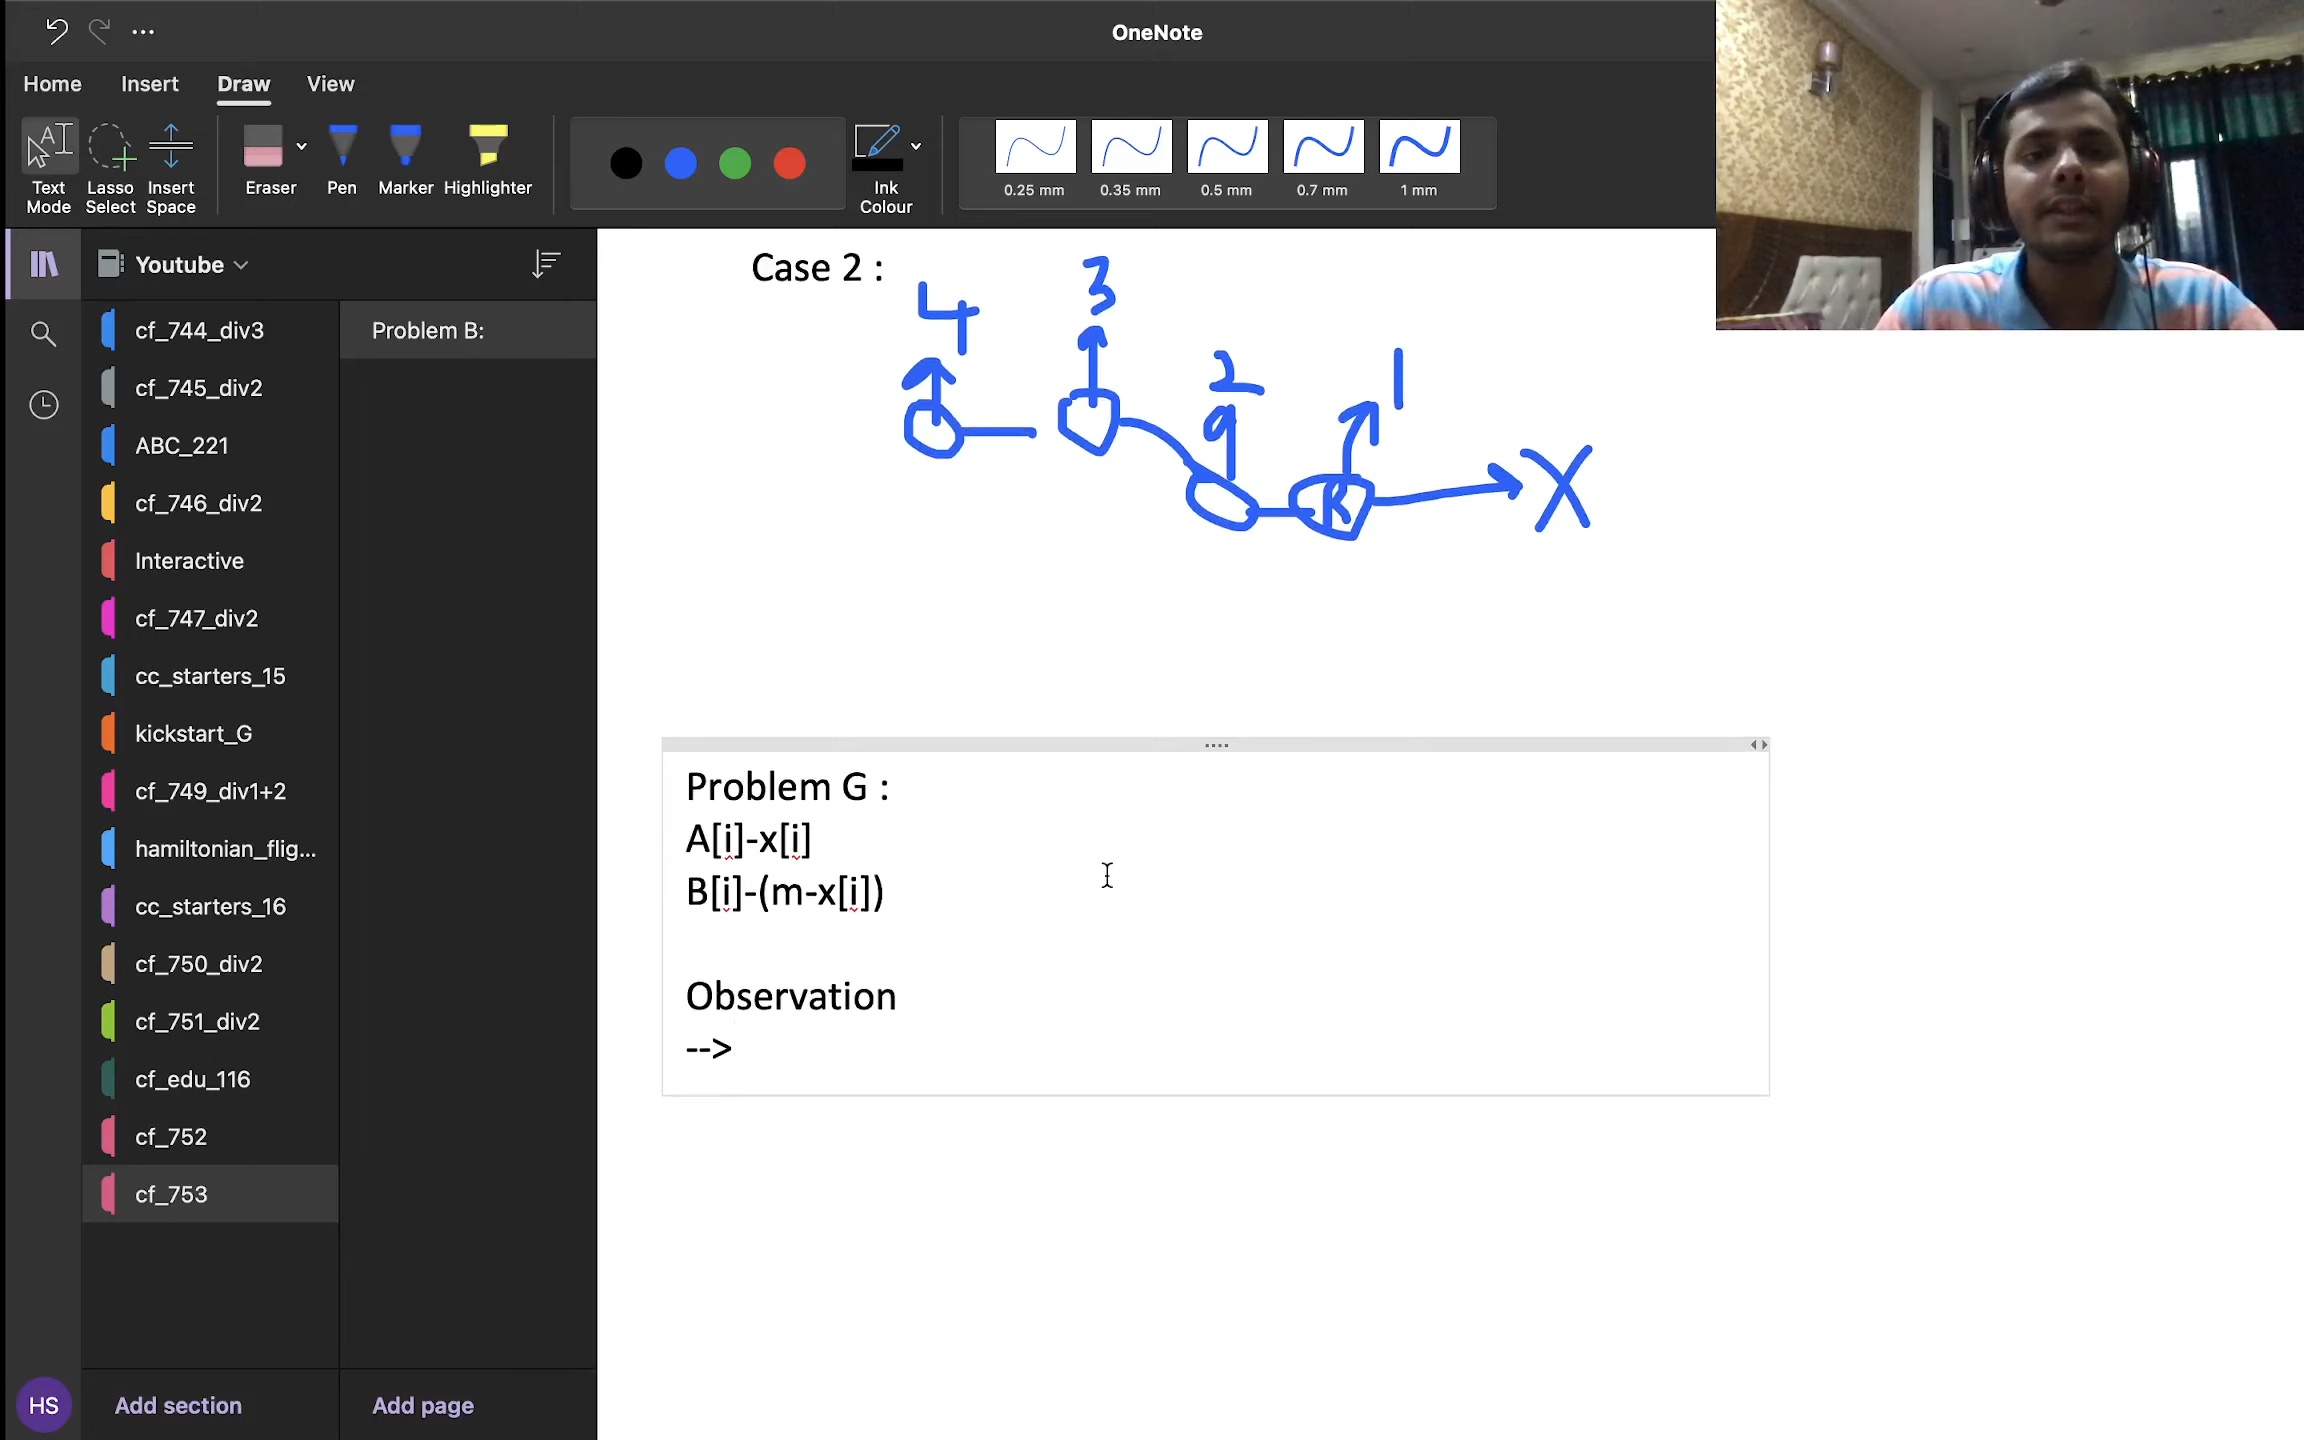 OneNote
Home Insert Draw View
Text Mode
Lasso Select
Insert Space
Eraser
Pen
Marker
Highlighter
Ink Colour
0.25 mm
0.35 mm
0.5 mm
0.7 mm
1 mm
Youtube
cf_744_div3
cf_745_div2
ABC_221
cf_746_div2
Interactive
cf_747_div2
cc_starters_15
kickstart_G
cf_749_div1+2
hamiltonian_flig...
cc_starters_16
cf_750_div2
cf_751_div2
cf_edu_116
cf_752
cf_753
HS
Add section
Problem B:
Add page
Case 2 :
4 3 2 1
R X
Problem G :
A[i]-x[i]
B[i]-(m-x[i])
Observation
-->